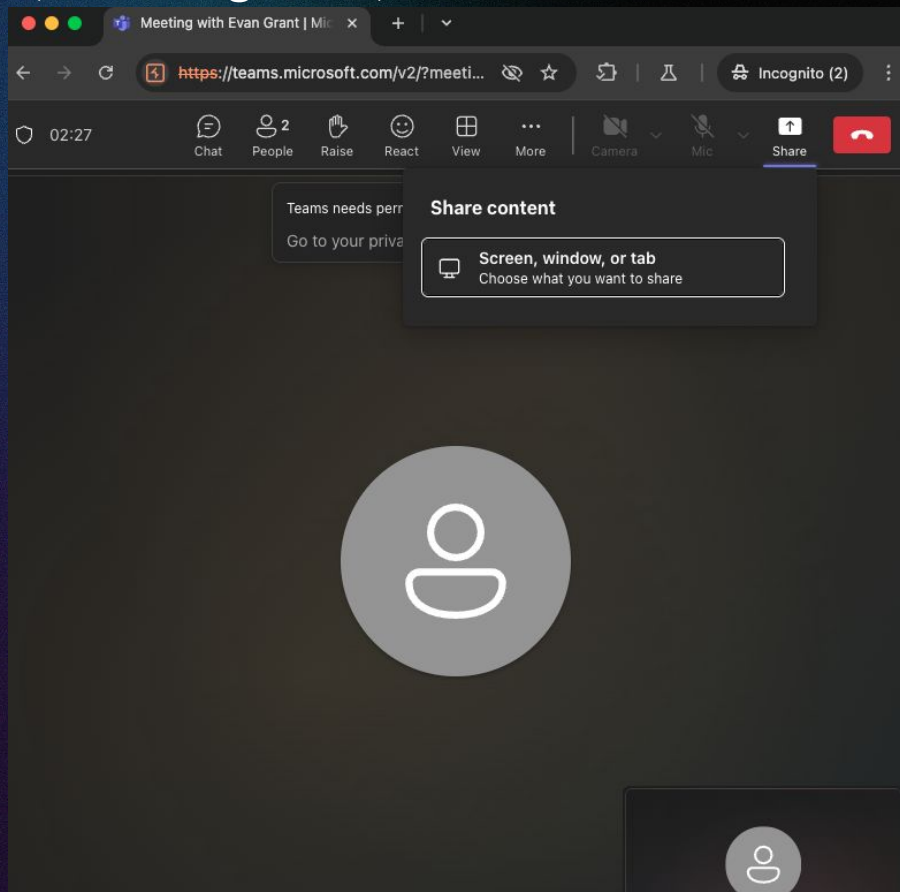 Meeting with Evan Grant | Mic
https://teams.microsoft.com/v2/?meeti...
Incognito (2)
02:27
Chat
2
People
Raise
React
View
More
Camera
Mic
Share
Teams needs perr
Go to your priva
Share content
Screen, window, or tab
Choose what you want to share